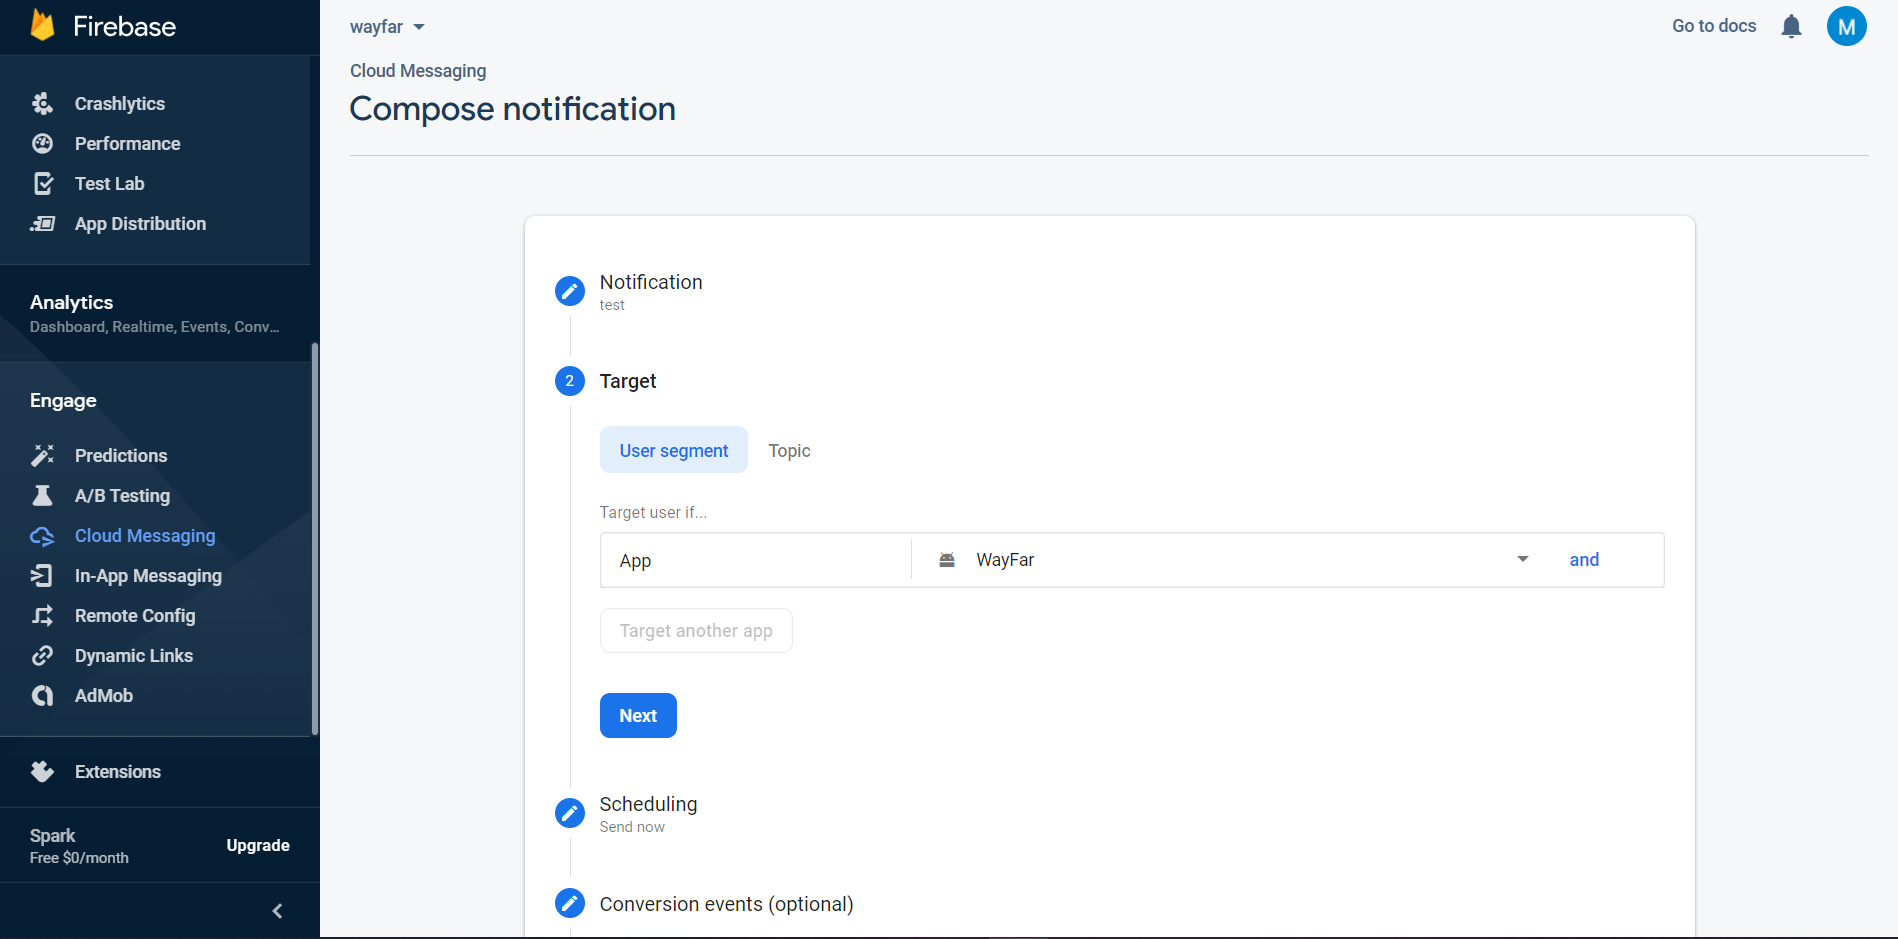 Firebase
Crashlytics
Performance
Test Lab
App Distribution
Analytics
Dashboard, Realtime, Events, Conv...
Engage
Predictions
A/B Testing
Cloud Messaging
In-App Messaging
Remote Config
Dynamic Links
AdMob
Extensions
Spark
Free $0/month
Upgrade
wayfar
Go to docs
M
Cloud Messaging
Compose notification
Notification
test
2
Target
User segment
Topic
Target user if...
App
WayFar
and
Target another app
Next
Scheduling
Send now
Conversion events (optional)